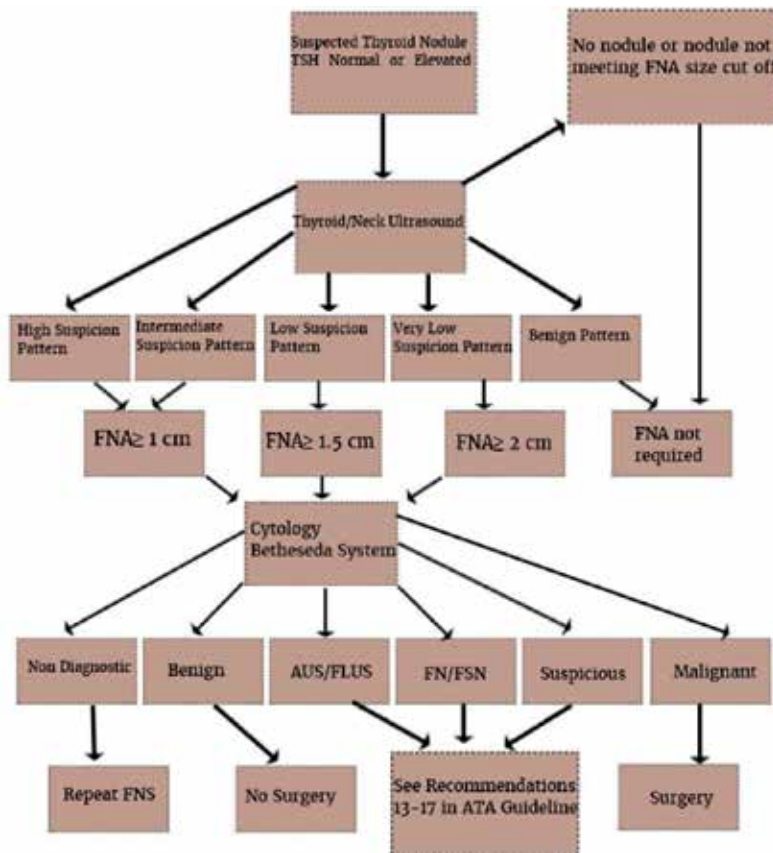 Suspected Thyroid Nodule
TSH Normal or Elevated
No nodule or nodule not
meeting FNA size cut off
Thyroid/Neck Ultrasound
High Suspicion
Pattern
Intermediate
Suspicion Pattern
Low Suspicion
Pattern
Very Low
Suspicion Pattern
Benign Pattern
FNA≥ 1 cm
FNA≥ 1.5 cm
FNA≥ 2 cm
FNA not
required
Cytology
Betheseda System
Non Diagnostic
Benign
AUS/FLUS
FN/FSN
Suspicious
Malignant
Repeat FNS
No Surgery
See Recommendations
13-17 in ATA Guideline
Surgery